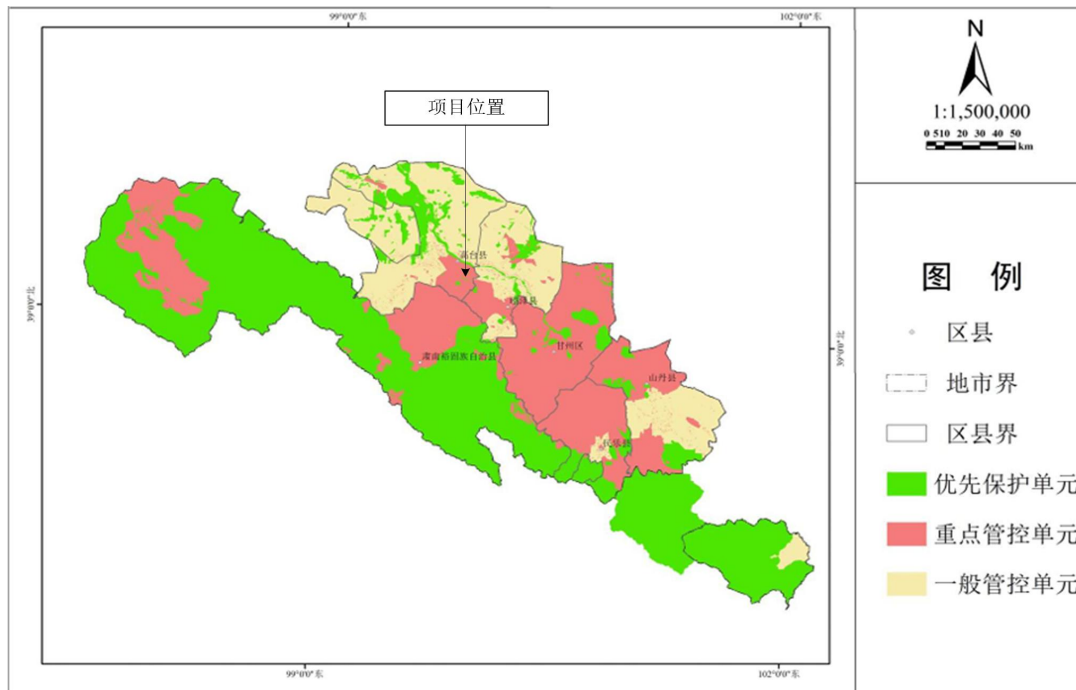 99°0'0"东
102°0'0"东
N
1:1,500,000
0 510 20 30 40 50
km
项目位置
高台县
临泽县
39°0'0"北
甘州区
39°0'0"北
肃南裕固族自治县
山丹县
民乐县
图 例
区县
地市界
区县界
优先保护单元
重点管控单元
一般管控单元
99°0'0"东
102°0'0"东